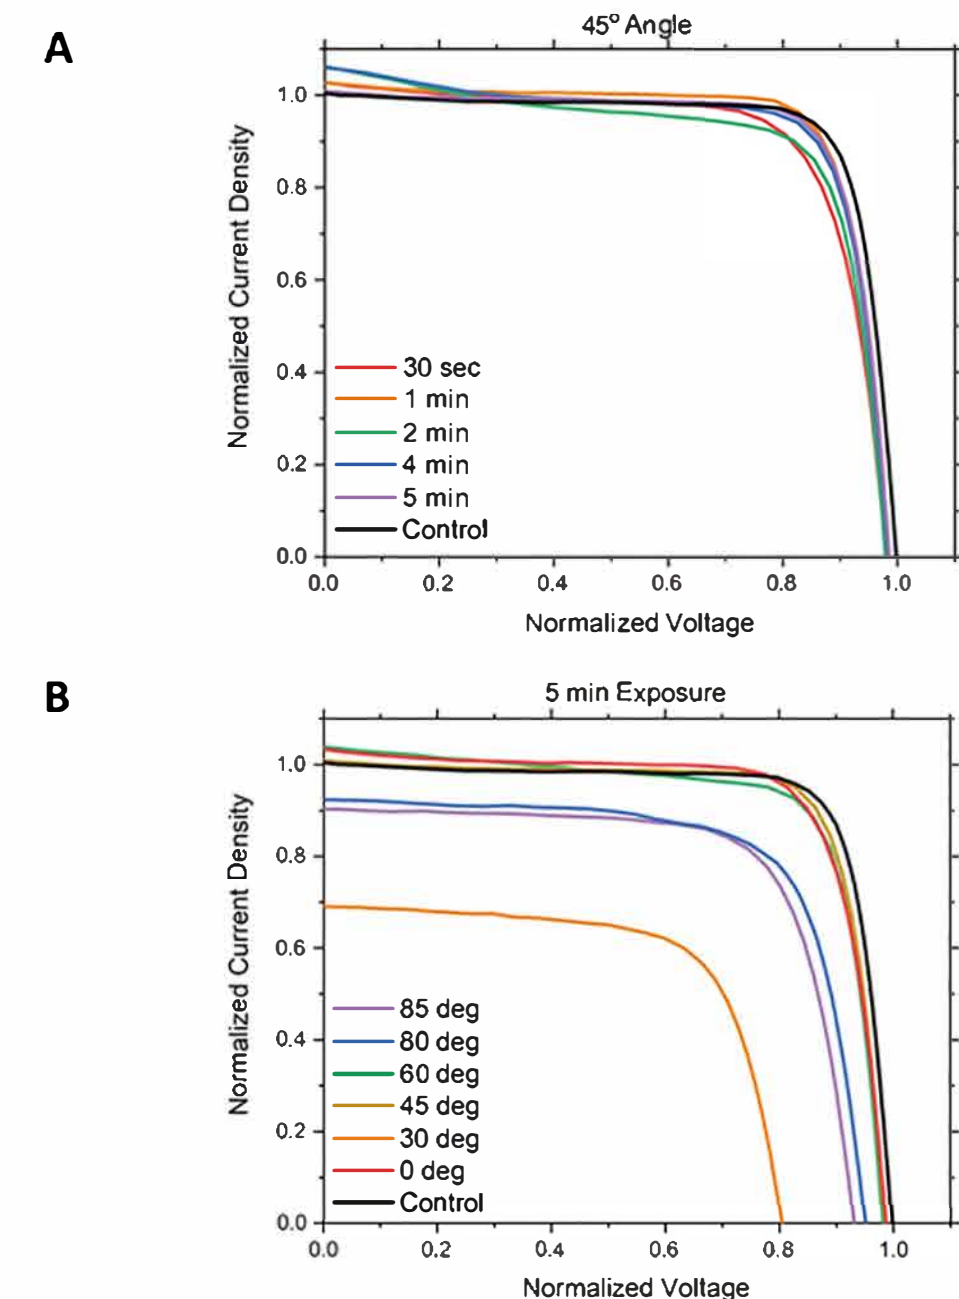 A
45° Angle
Normalized Current Density
1.0
0.8
0.6
0.4
0.2
0.0
30 sec
1 min
2 min
4 min
5 min
Control
0.0 0.2 0.4 0.6 0.8 1.0
Normalized Voltage
B
5 min Exposure
Normalized Current Density
1.0
0.8
0.6
0.4
0.2
0.0
85 deg
80 deg
60 deg
45 deg
30 deg
0 deg
Control
0.0 0.2 0.4 0.6 0.8 1.0
Normalized Voltage